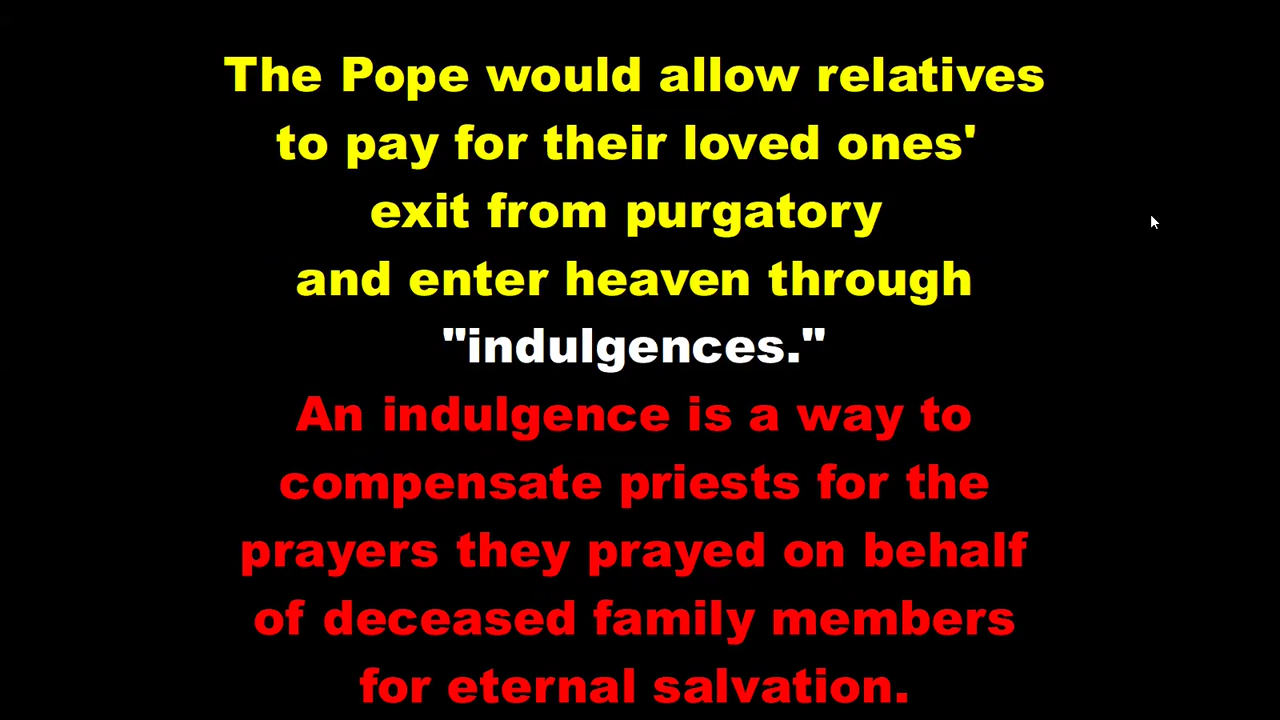 The Pope would allow relatives
to pay for their loved ones'
exit from purgatory
and enter heaven through
"indulgences."
An indulgence is a way to
compensate priests for the
prayers they prayed on behalf
of deceased family members
for eternal salvation.